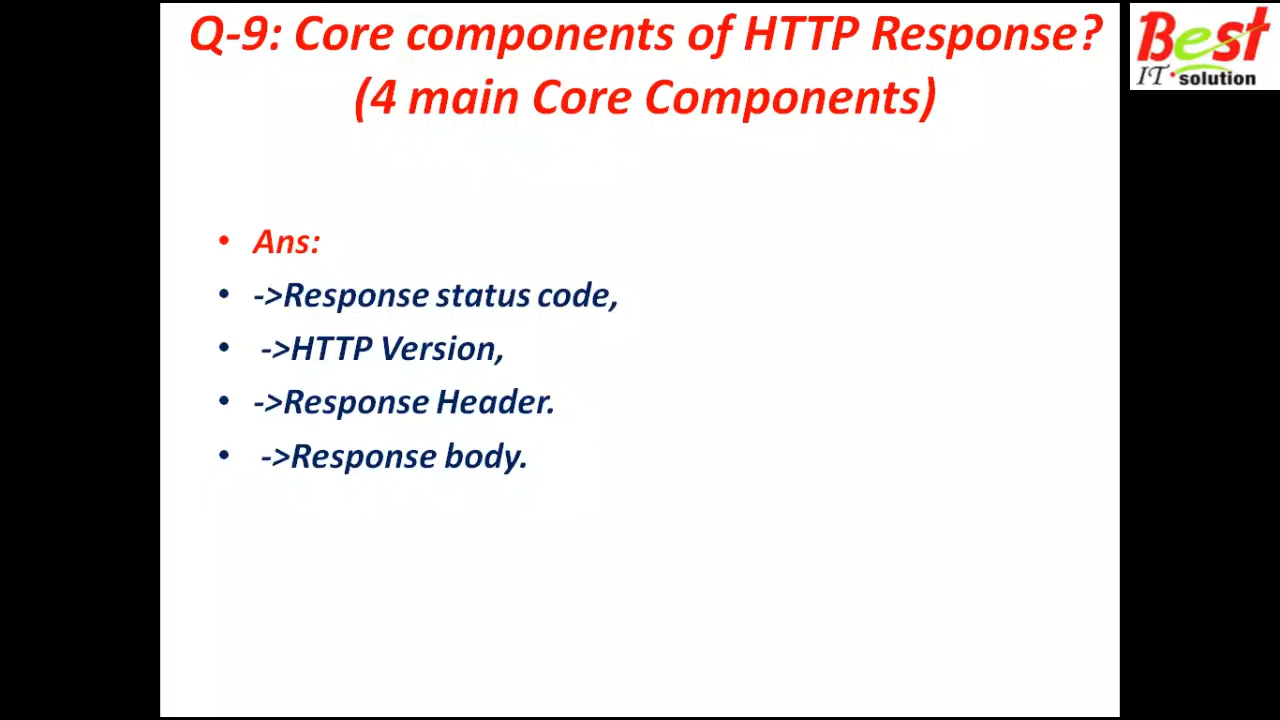 Q-9: Core components of HTTP Response?
(4 main Core Components)
Best
IT solution
• Ans:
• ->Response status code,
• ->HTTP Version,
• ->Response Header.
• ->Response body.